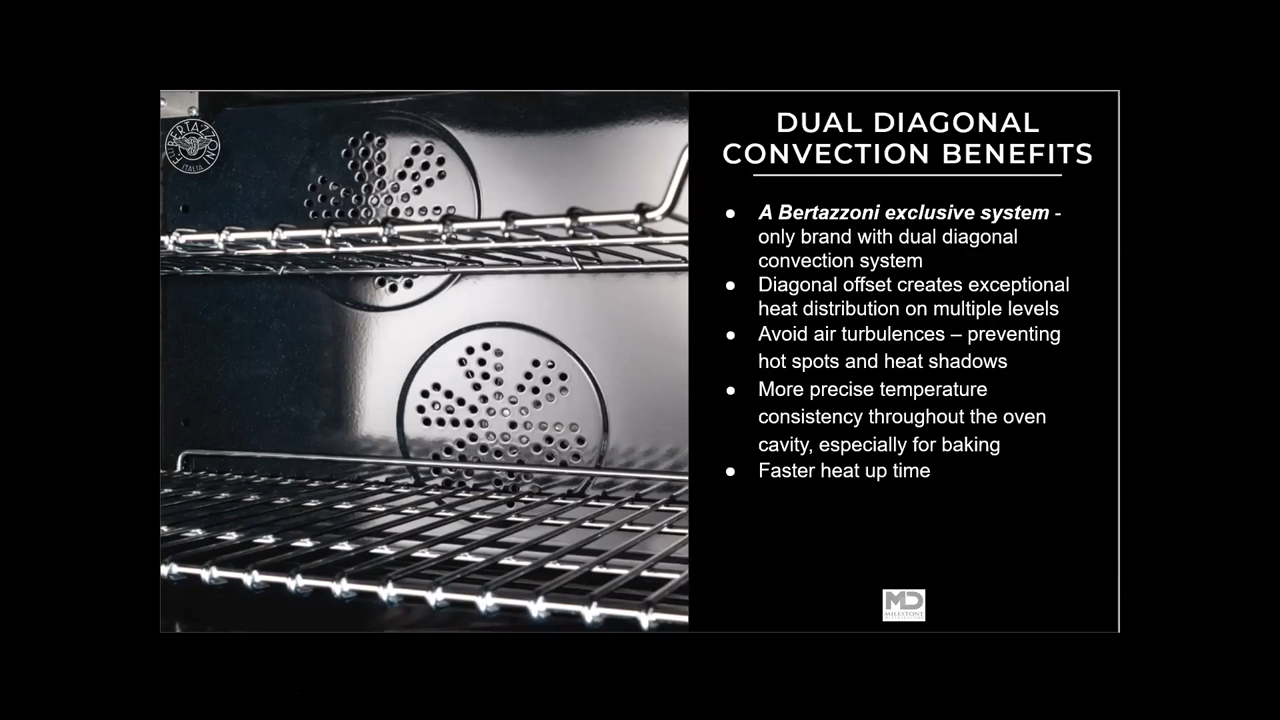 BERTAZZONI
ITALIA
DUAL DIAGONAL
CONVECTION BENEFITS
● A Bertazzoni exclusive system -
only brand with dual diagonal
convection system
● Diagonal offset creates exceptional
heat distribution on multiple levels
● Avoid air turbulences – preventing
hot spots and heat shadows
● More precise temperature
consistency throughout the oven
cavity, especially for baking
● Faster heat up time
MD
MILESTONE